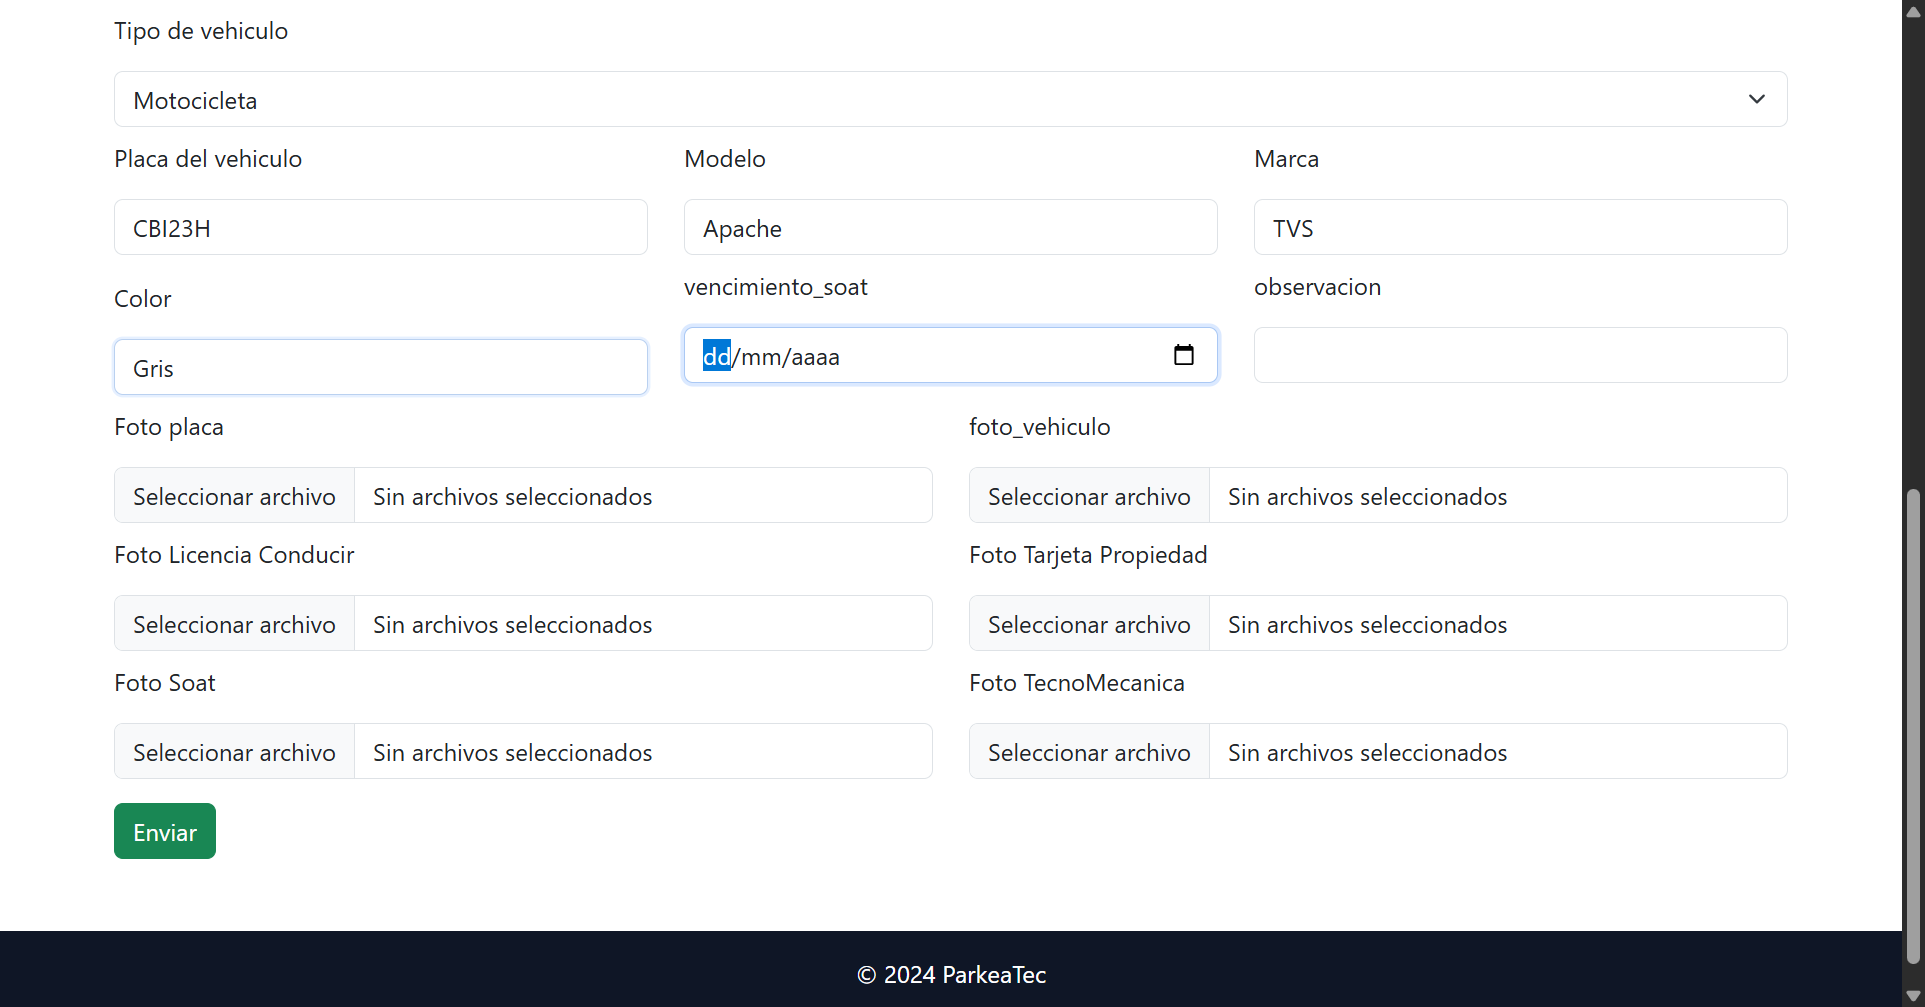 Tipo de vehiculo
Motocicleta
Placa del vehiculo Modelo Marca
CBI23H Apache TVS
Color vencimiento_soat observacion
Gris dd/mm/aaaa
Foto placa foto_vehiculo
Seleccionar archivo Sin archivos seleccionados Seleccionar archivo Sin archivos seleccionados
Foto Licencia Conducir Foto Tarjeta Propiedad
Seleccionar archivo Sin archivos seleccionados Seleccionar archivo Sin archivos seleccionados
Foto Soat Foto TecnoMecanica
Seleccionar archivo Sin archivos seleccionados Seleccionar archivo Sin archivos seleccionados
Enviar
© 2024 ParkeaTec